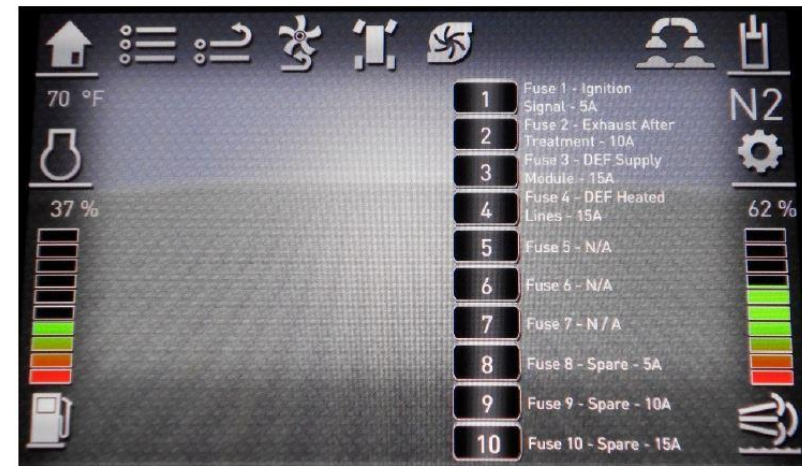 70 °F
37 %
1
Fuse 1 - Ignition
Signal - 5A
2
Fuse 2 - Exhaust After
Treatment - 10A
3
Fuse 3 - DEF Supply
Module - 15A
4
Fuse 4 - DEF Heated
Lines - 15A
5
Fuse 5 - N/A
6
Fuse 6 - N/A
7
Fuse 7 - N / A
8
Fuse 8 - Spare - 5A
9
Fuse 9 - Spare - 10A
10
Fuse 10 - Spare - 15A
N2
62 %